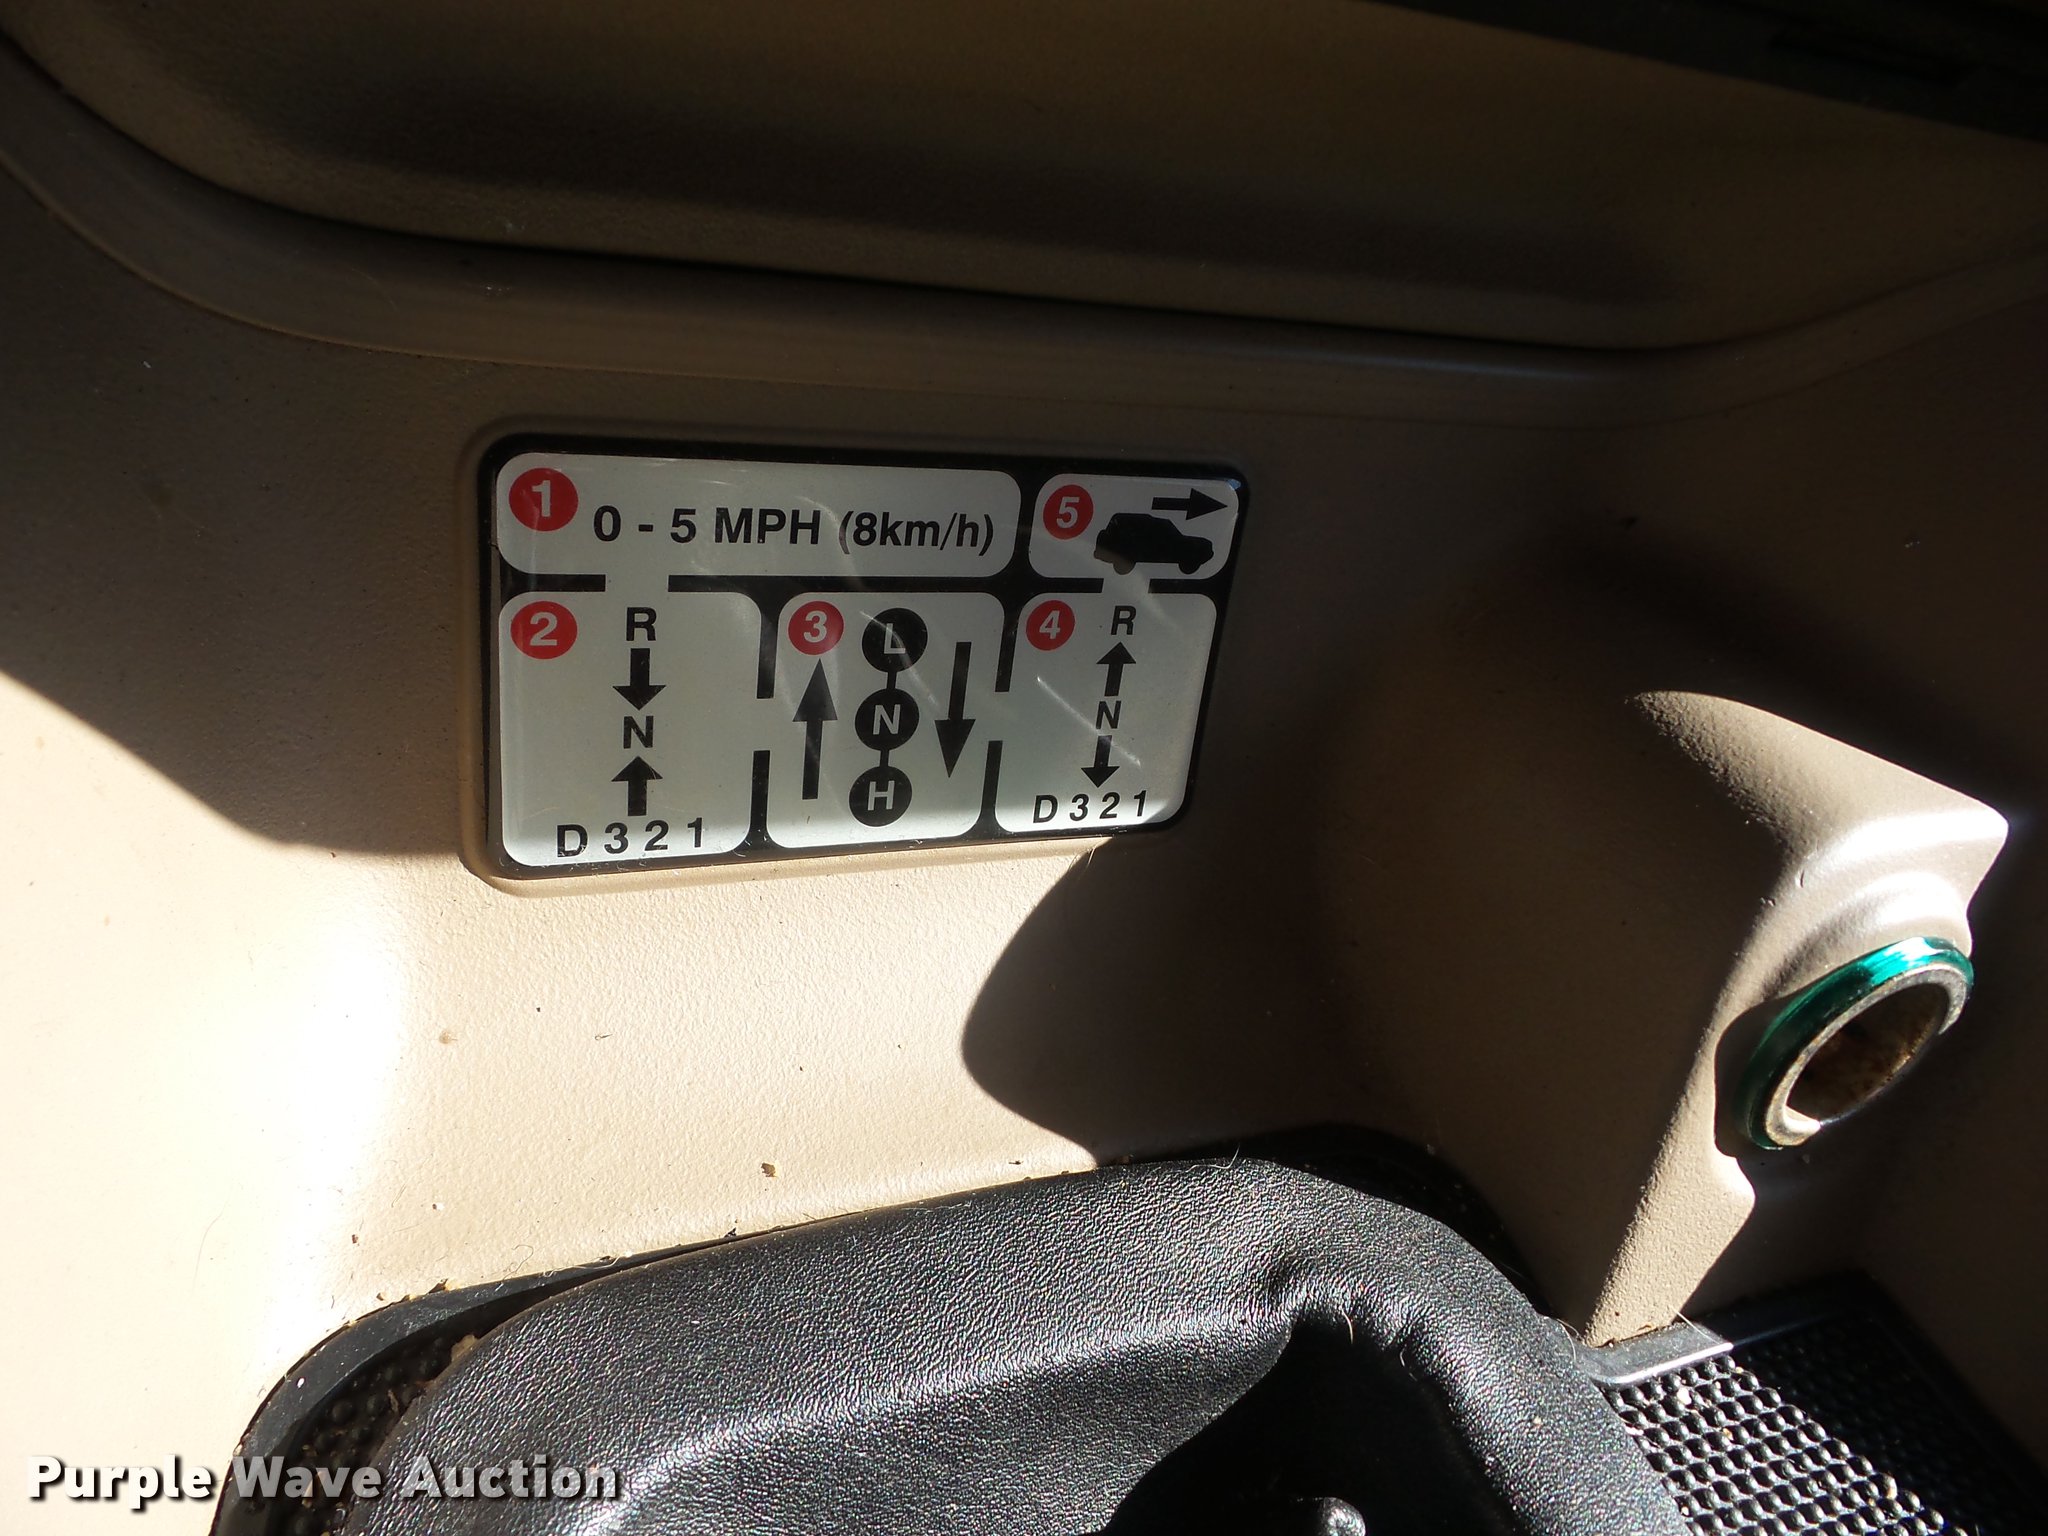 1 0 - 5 MPH (8km/h)
5
2 R
N
D 3 2 1
3 L
N
H
4 R
N
D 3 2 1
Purple Wave Auction